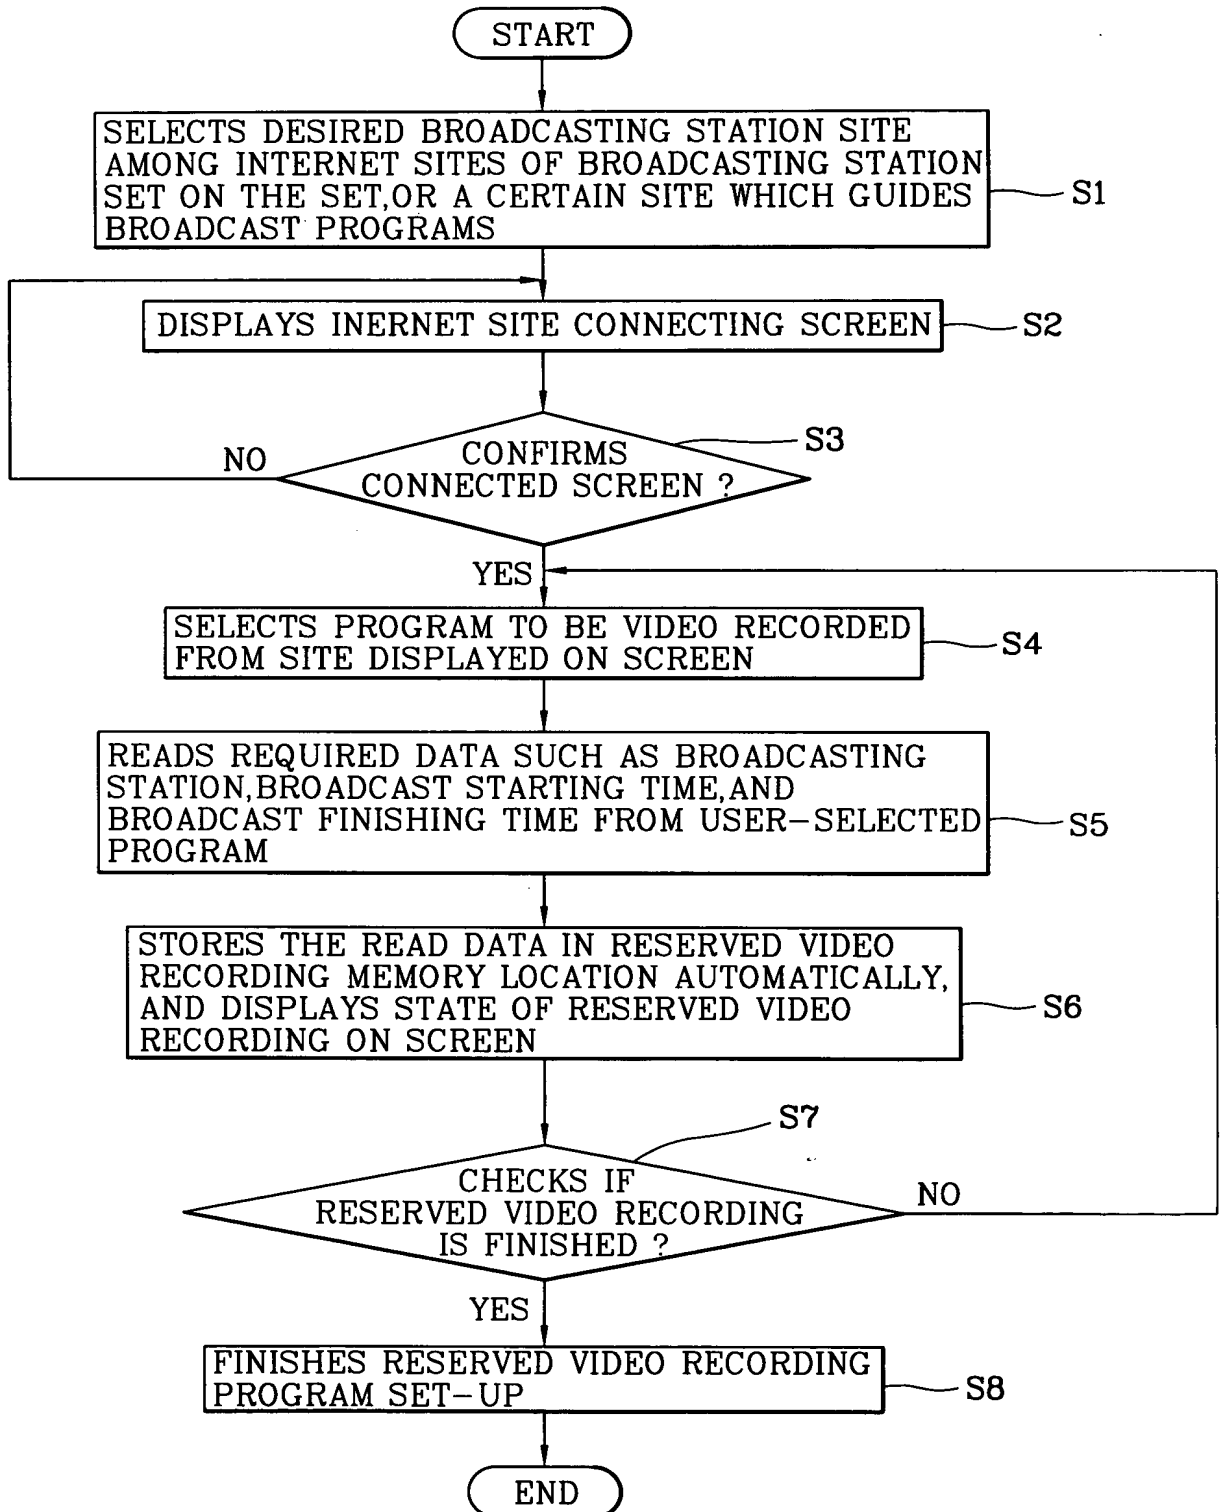 START
SELECTS DESIRED BROADCASTING STATION SITE
AMONG INTERNET SITES OF BROADCASTING STATION
SET ON THE SET,OR A CERTAIN SITE WHICH GUIDES
BROADCAST PROGRAMS
S1
DISPLAYS INERNET SITE CONNECTING SCREEN
S2
CONFIRMS
CONNECTED SCREEN ?
S3
NO
YES
SELECTS PROGRAM TO BE VIDEO RECORDED
FROM SITE DISPLAYED ON SCREEN
S4
READS REQUIRED DATA SUCH AS BROADCASTING
STATION,BROADCAST STARTING TIME,AND
BROADCAST FINISHING TIME FROM USER-SELECTED
PROGRAM
S5
STORES THE READ DATA IN RESERVED VIDEO
RECORDING MEMORY LOCATION AUTOMATICALLY,
AND DISPLAYS STATE OF RESERVED VIDEO
RECORDING ON SCREEN
S6
S7
CHECKS IF
RESERVED VIDEO RECORDING
IS FINISHED ?
NO
YES
FINISHES RESERVED VIDEO RECORDING
PROGRAM SET-UP
S8
END